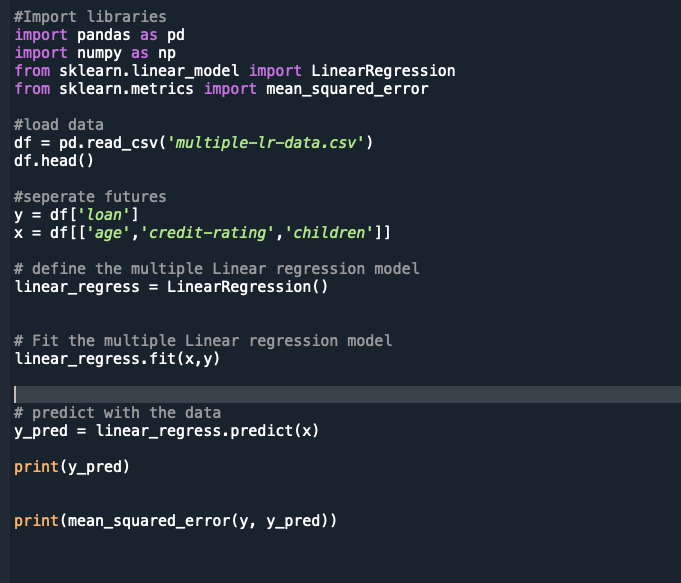 #Import libraries
import pandas as pd
import numpy as np
from sklearn.linear_model import LinearRegression
from sklearn.metrics import mean_squared_error
#load data
df = pd.read_csv('multiple-lr-data.csv')
df.head()
#seperate futures
y = df['loan']
x = df[['age','credit-rating','children']]
# define the multiple Linear regression model
linear_regress = LinearRegression()
# Fit the multiple Linear regression model
linear_regress.fit(x,y)
# predict with the data
y_pred = linear_regress.predict(x)
print(y_pred)
print(mean_squared_error(y, y_pred))